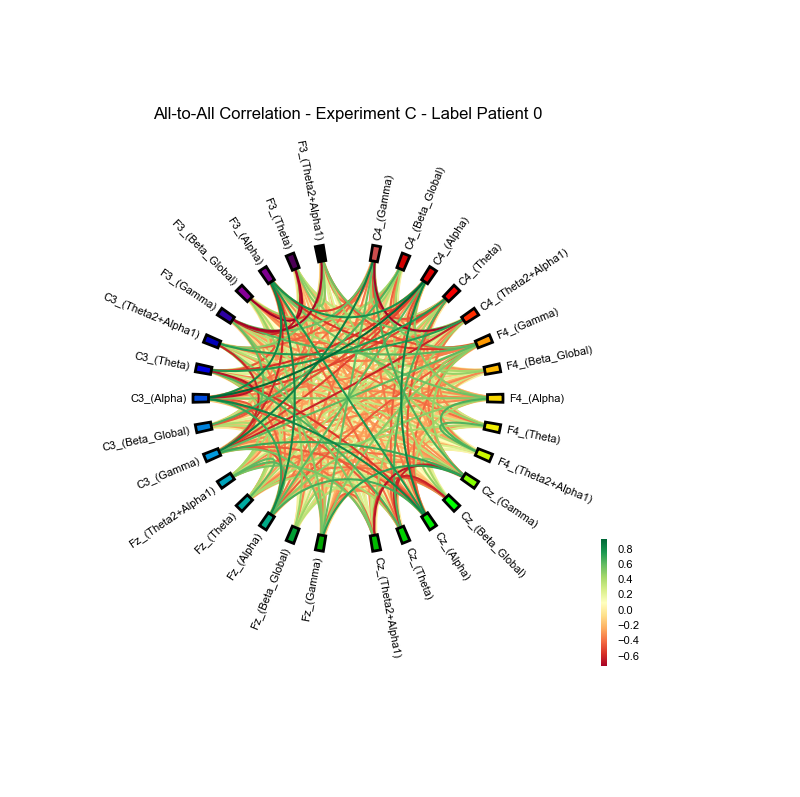 All-to-All Correlation - Experiment C - Label Patient 0
F3_(Theta2+Alpha1)
F3_(Theta)
F3_(Alpha)
F3_(Beta_Global)
F3_(Gamma)
C3_(Theta2+Alpha1)
C3_(Theta)
C3_(Alpha)
C3_(Beta_Global)
C3_(Gamma)
Fz_(Theta2+Alpha1)
Fz_(Theta)
Fz_(Alpha)
Fz_(Beta_Global)
Fz_(Gamma)
Cz_(Theta2+Alpha1)
Cz_(Theta)
Cz_(Alpha)
Cz_(Beta_Global)
Cz_(Gamma)
F4_(Theta2+Alpha1)
F4_(Theta)
F4_(Alpha)
F4_(Beta_Global)
F4_(Gamma)
C4_(Theta2+Alpha1)
C4_(Theta)
C4_(Alpha)
C4_(Beta_Global)
C4_(Gamma)
0.8
0.6
0.4
0.2
0.0
−0.2
−0.4
−0.6